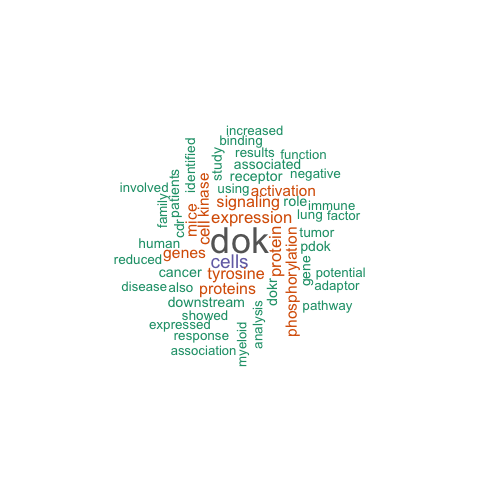 increased
binding
results
function
study
identified
associated
receptor
negative
involved
patients
using
activation
family
mice
cell
kinase
signaling
role
immune
expression
lung
factor
cdr
dok
protein
tumor
human
genes
pdok
phosphorylation
reduced
cells
gene
cancer
tyrosine
potential
disease
also
proteins
dokr
adaptor
downstream
pathway
showed
analysis
expressed
response
myeloid
association